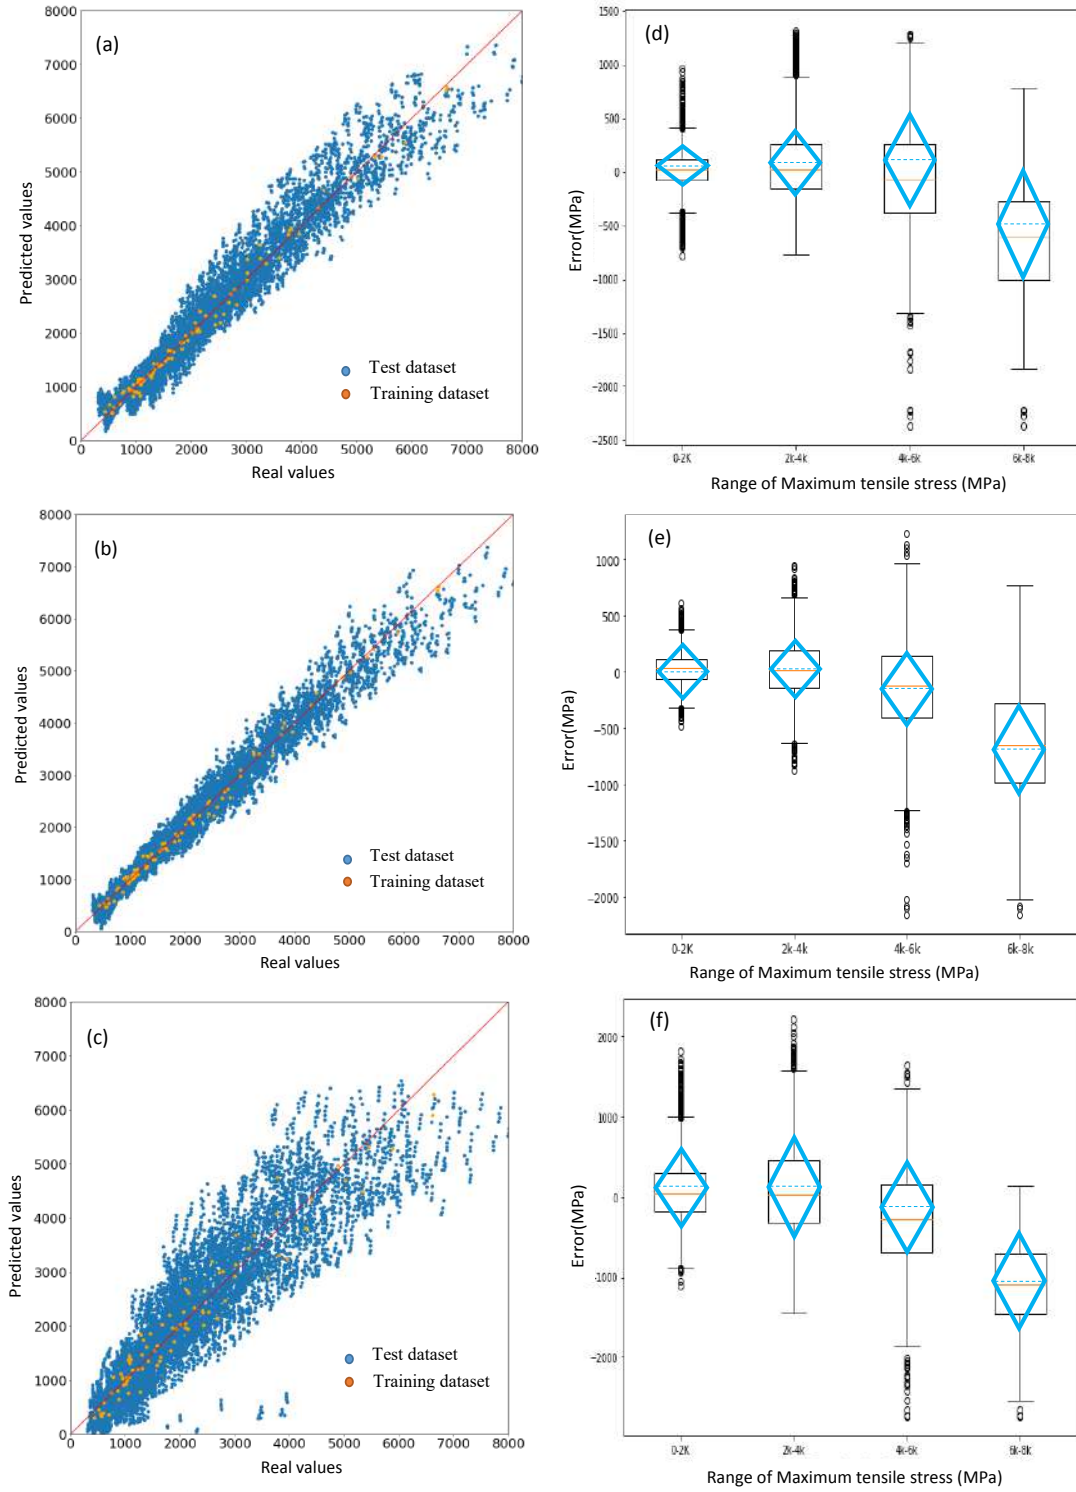 (a)
8000
7000
6000
5000
4000
3000
2000
1000
0
Predicted values
Test dataset
Training dataset
0 1000 2000 3000 4000 5000 6000 7000 8000
Real values
(d)
1500
1000
500
0
−500
−1000
−1500
−2000
−2500
Error(MPa)
0-2K 2k-4k 4k-6k 6k-8k
Range of Maximum tensile stress (MPa)
(b)
8000
7000
6000
5000
4000
3000
2000
1000
0
Predicted values
Test dataset
Training dataset
0 1000 2000 3000 4000 5000 6000 7000 8000
Real values
(e)
1000
500
0
−500
−1000
−1500
−2000
Error(MPa)
0-2K 2k-4k 4k-6k 6k-8k
Range of Maximum tensile stress (MPa)
(c)
8000
7000
6000
5000
4000
3000
2000
1000
0
Predicted values
Test dataset
Training dataset
0 1000 2000 3000 4000 5000 6000 7000 8000
Real values
(f)
2000
1000
0
−1000
−2000
Error(MPa)
0-2K 2k-4k 4k-6k 6k-8k
Range of Maximum tensile stress (MPa)